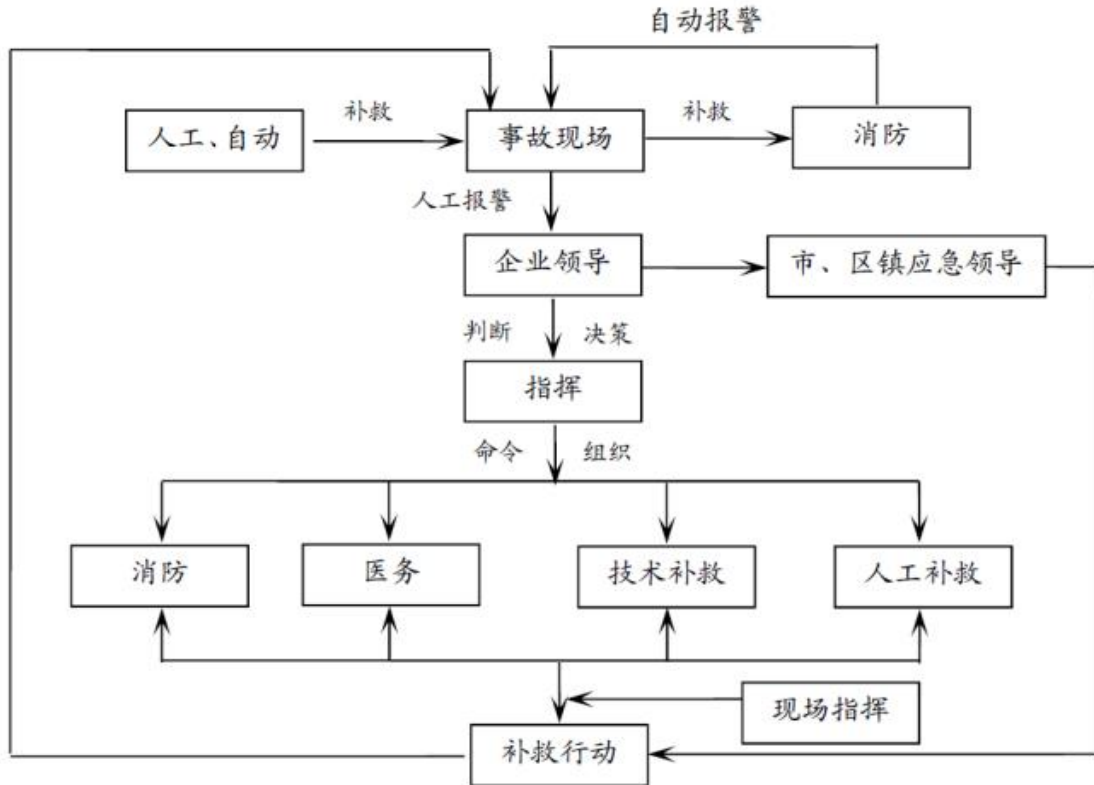 自动报警
补救
补救
人工、自动
事故现场
消防
人工报警
企业领导
市、区镇应急领导
判断
决策
指挥
命令
组织
消防
医务
技术补救
人工补救
现场指挥
补救行动